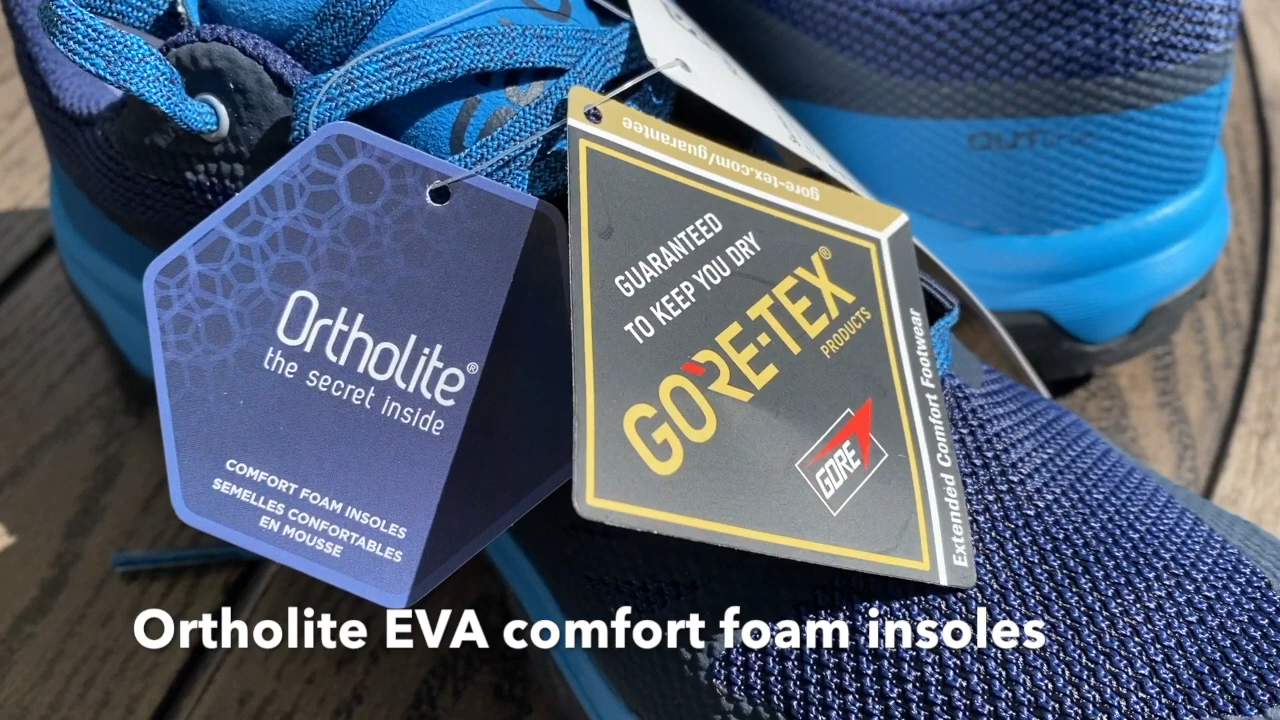 Ortholite®
the secret inside
COMFORT FOAM INSOLES
SEMELLES CONFORTABLES
EN MOUSSE
gore-tex.com/guarantee
GUARANTEED
TO KEEP YOU DRY
GORE-TEX®
PRODUCTS
GORE
Extended Comfort Footwear
Ortholite EVA comfort foam insoles